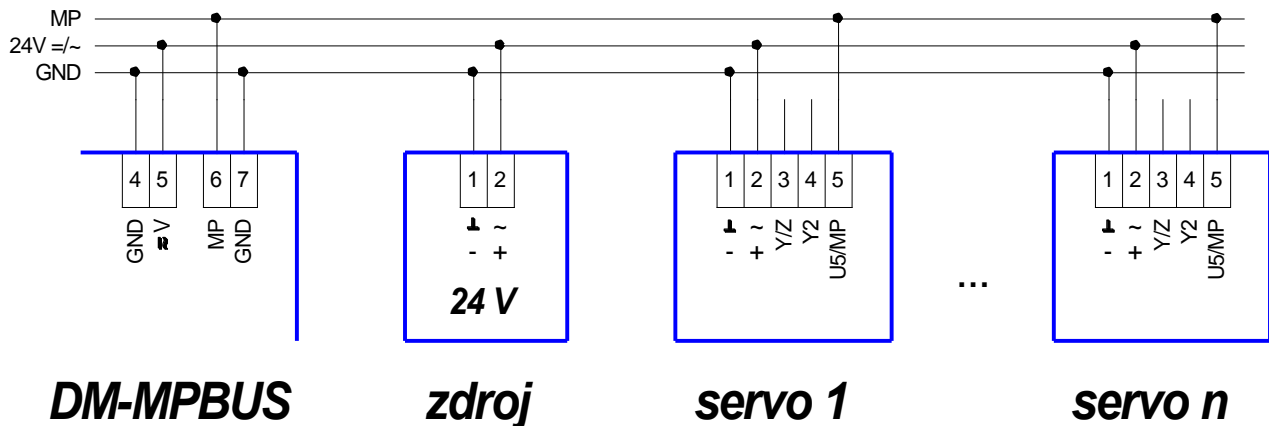 MP
24V =/~
GND
4 5 6 7
GND
≂ V
MP
GND
1 2
⊥ ~
- +
24 V
1 2 3 4 5
⊥ ~
- +
Y/Z
Y2
U5/MP
...
1 2 3 4 5
⊥ ~
- +
Y/Z
Y2
U5/MP
DM-MPBUS zdroj servo 1 servo n